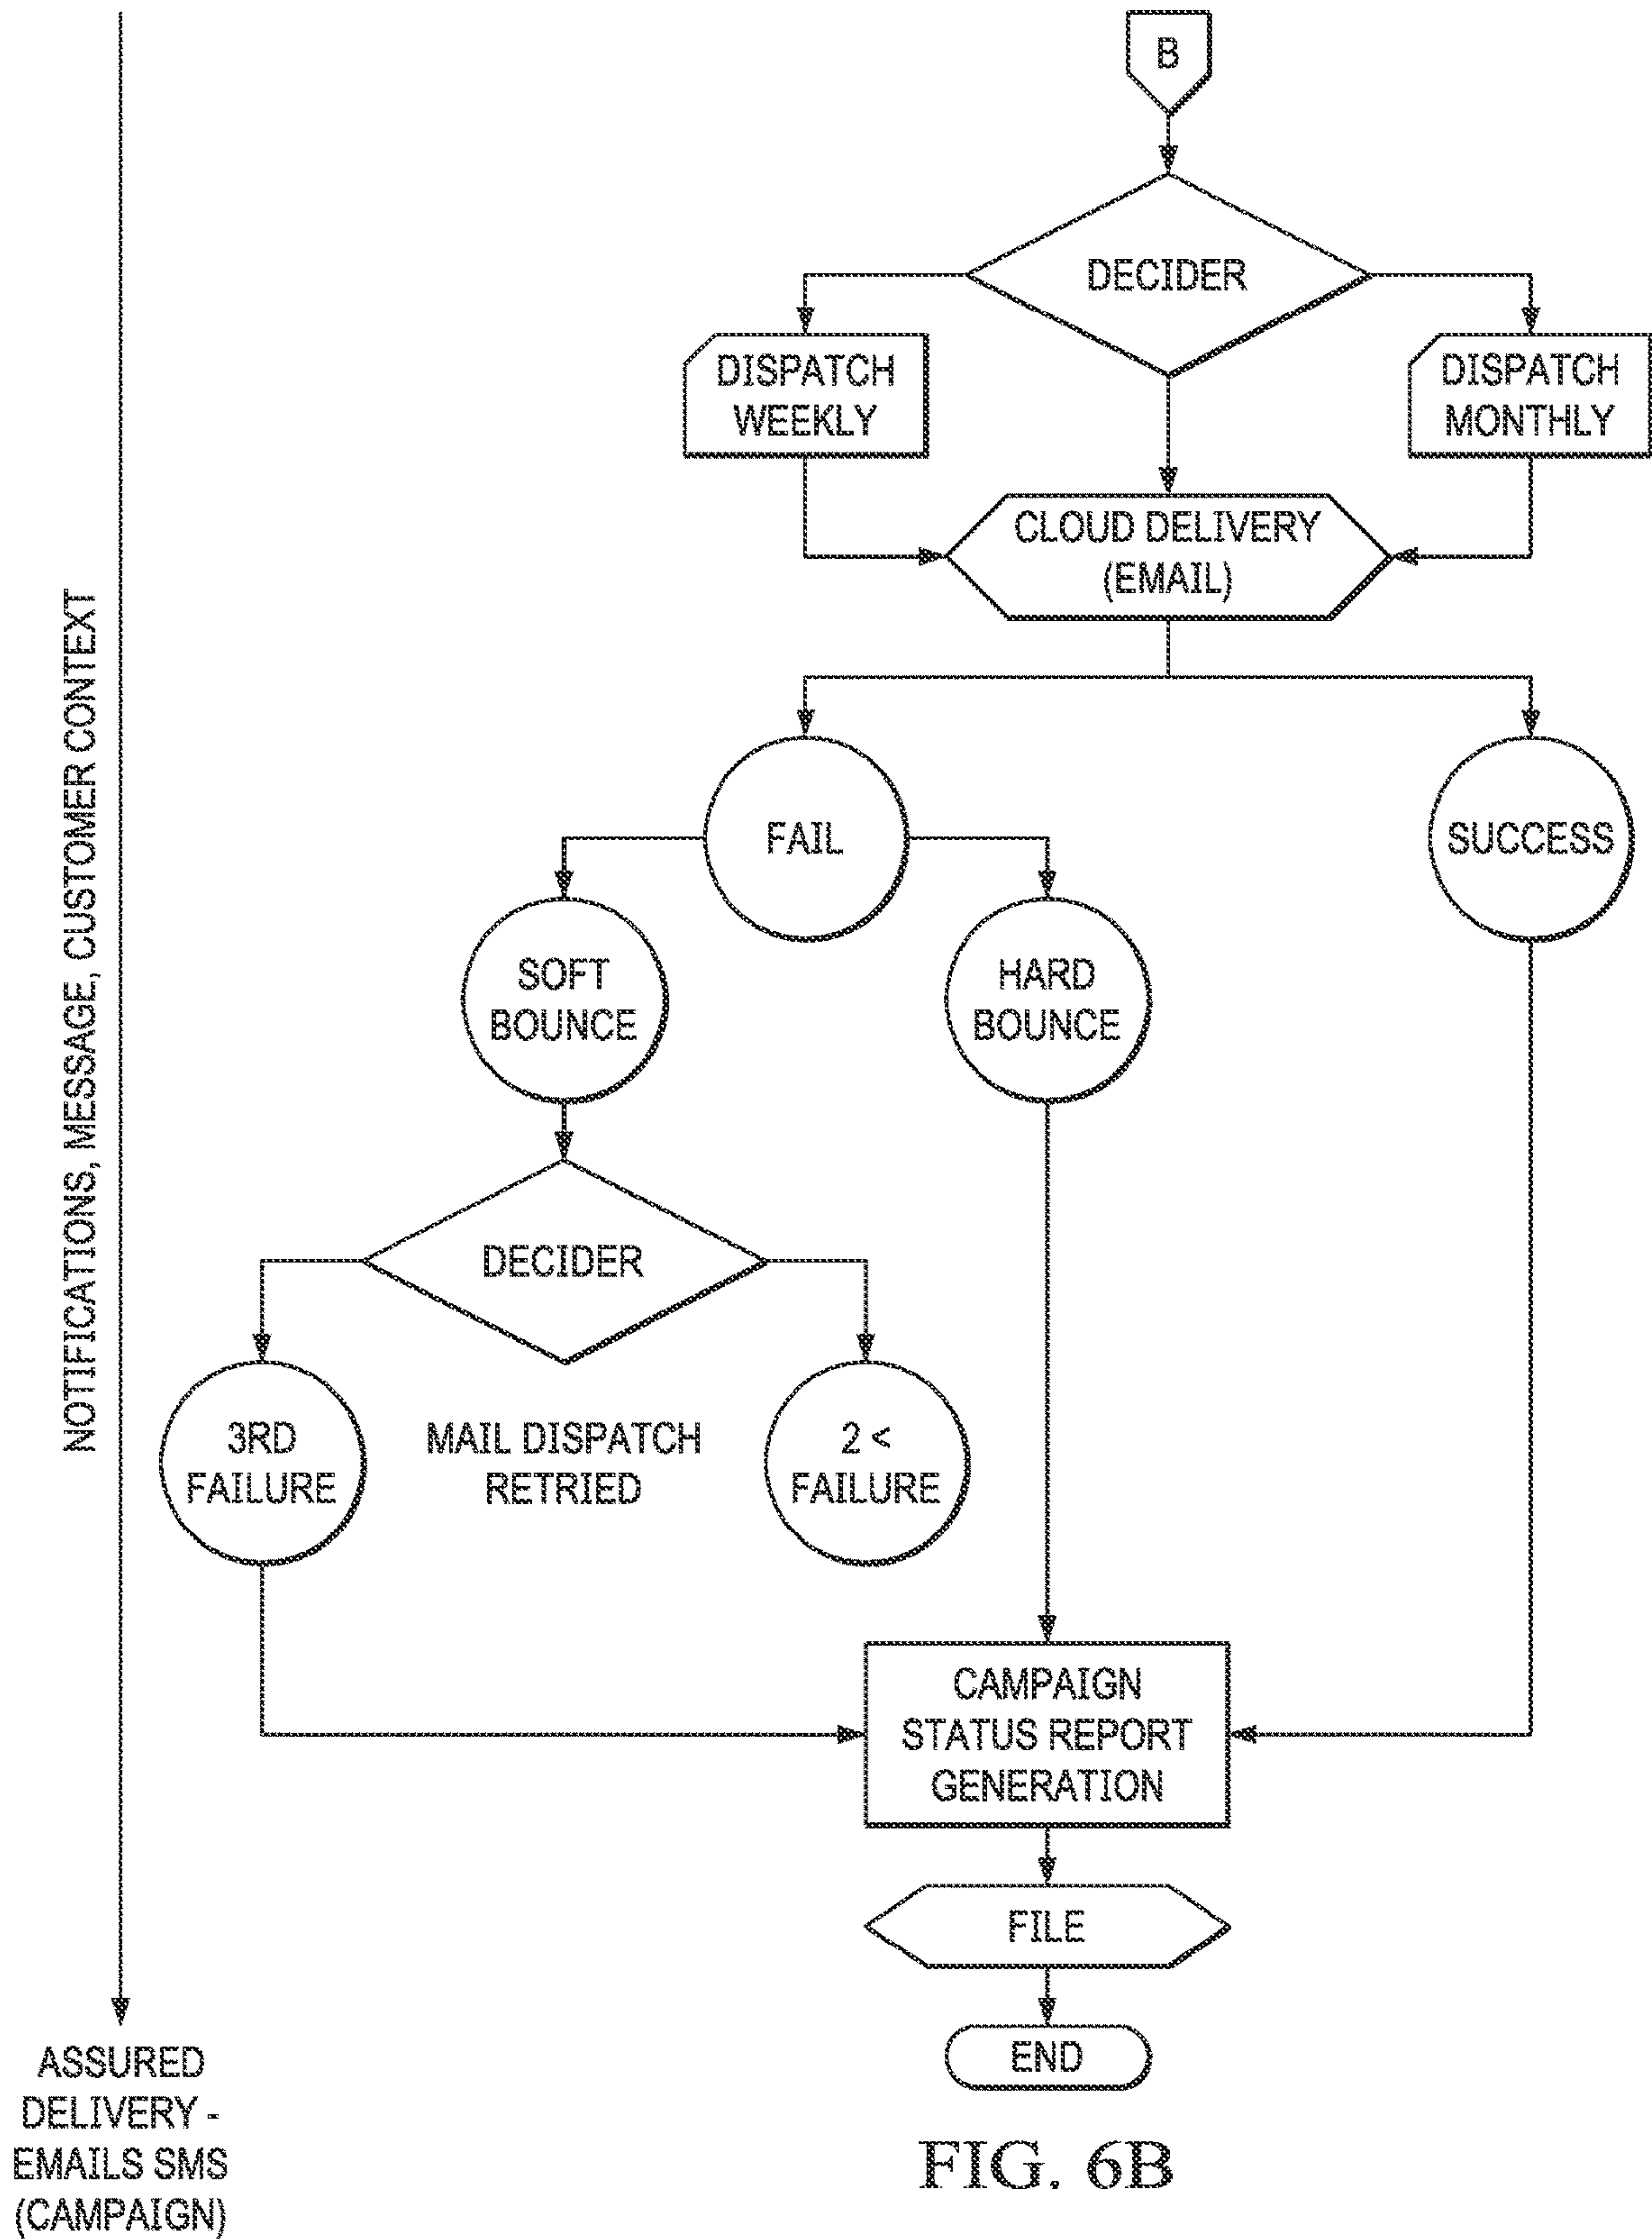 B
DECIDER
DISPATCH
WEEKLY
DISPATCH
MONTHLY
CLOUD DELIVERY
(EMAIL)
NOTIFICATIONS, MESSAGE, CUSTOMER CONTEXT
FAIL
SUCCESS
SOFT
BOUNCE
HARD
BOUNCE
DECIDER
3RD
FAILURE
MAIL DISPATCH
RETRIED
2 <
FAILURE
CAMPAIGN
STATUS REPORT
GENERATION
FILE
END
ASSURED
DELIVERY -
EMAILS SMS
(CAMPAIGN)
FIG. 6B